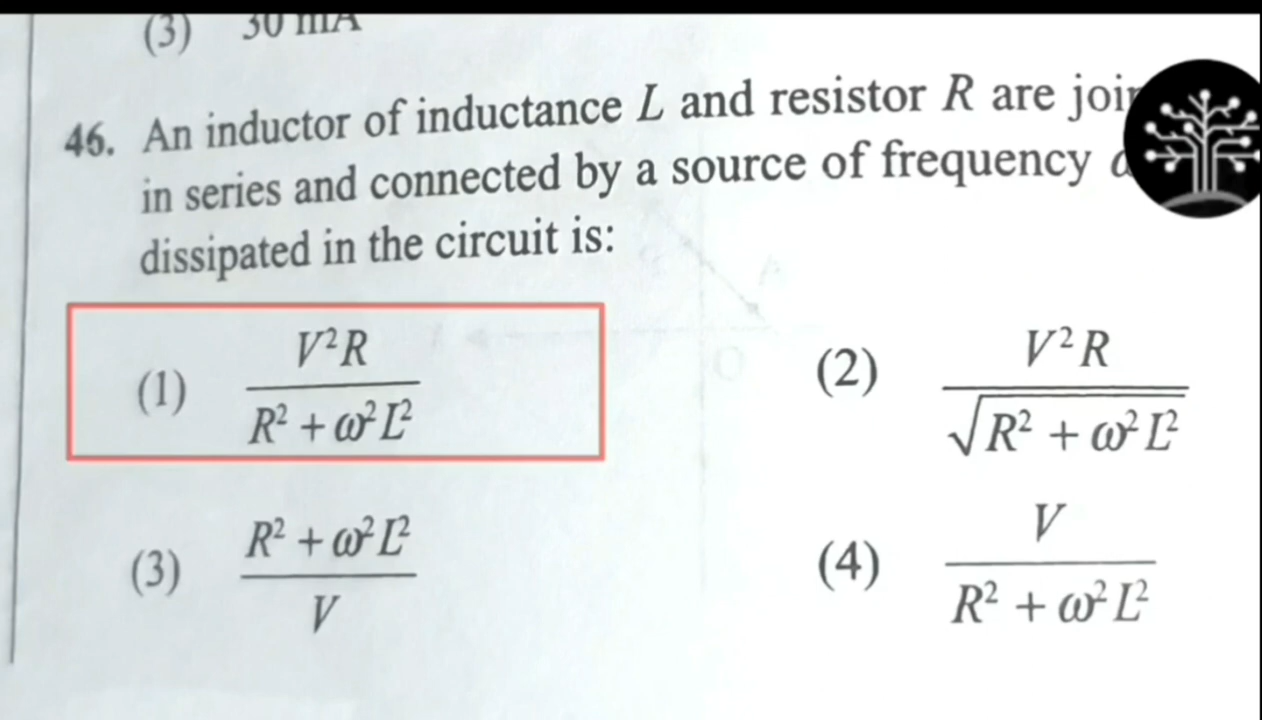 (3) 30 mA
46. An inductor of inductance L and resistor R are
in series and connected by a source of frequency
dissipated in the circuit is:
(1) V²R / R² + ω²L²
(2) V²R / √R² + ω²L²
(3) R² + ω²L² / V
(4) V / R² + ω²L²